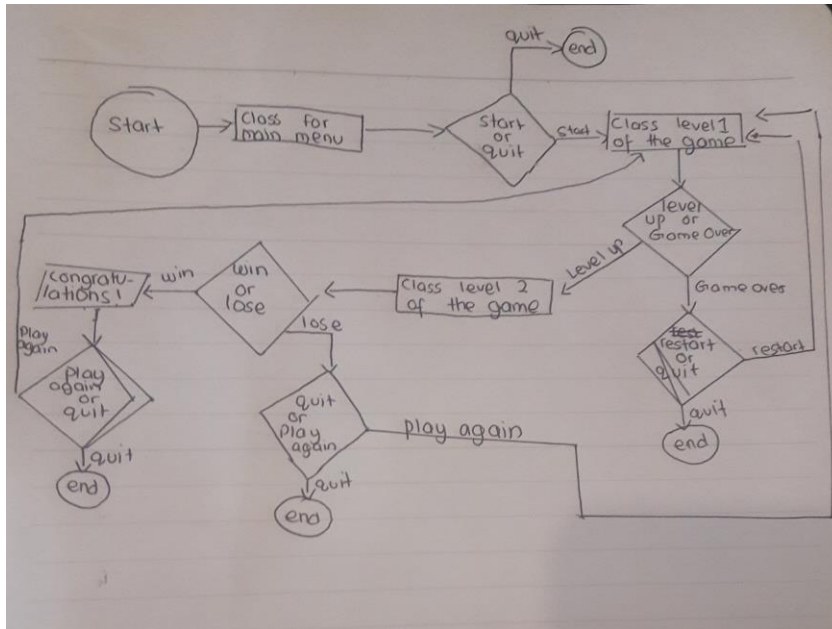 quit
end
Start
Class for
main menu
start
or
quit
start
Class level 1
of the game
level
up or
Game Over
Level up
Game over
Class level 2
of the game
win
or
lose
win
Congratu-
lations!
lose
Play
again
play
again
or
quit
quit
end
quit
or
Play
again
play again
quit
end
restart
or
quit
restart
quit
end